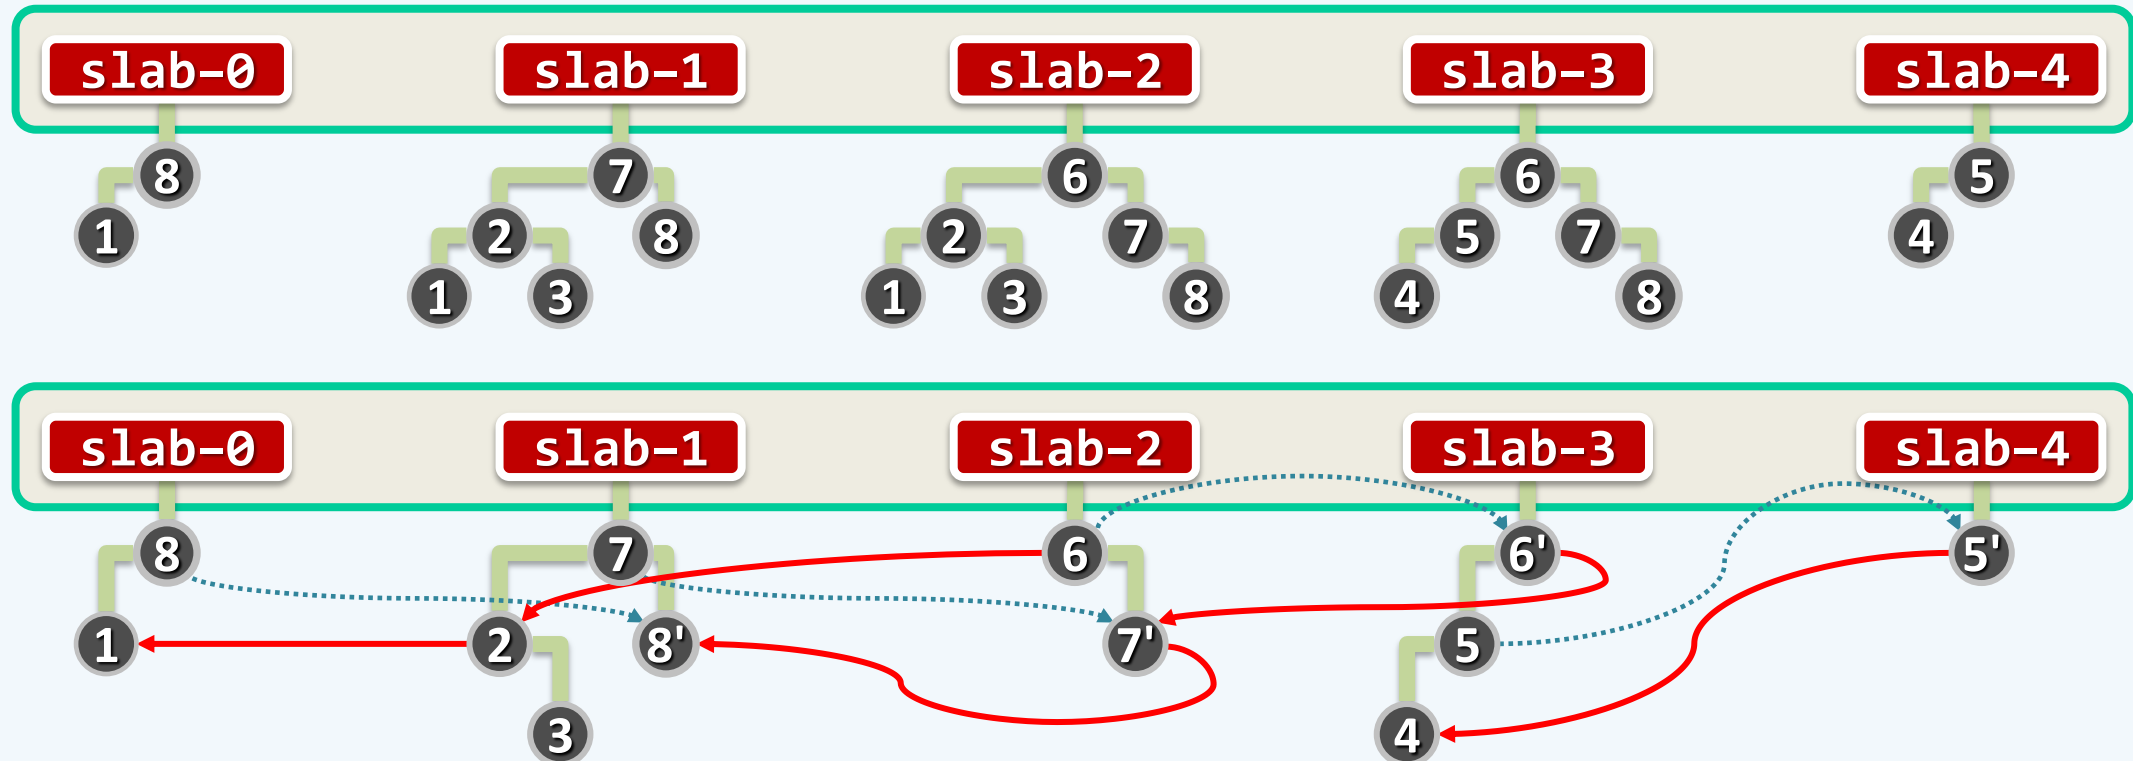 slab-0 slab-1 slab-2 slab-3 slab-4
8 7 6 6 5
1 2 8 2 7 5 7 4
1 3 1 3 8 4 8
slab-0 slab-1 slab-2 slab-3 slab-4
8 7 6 6' 5'
1 2 8' 7' 5
3 4